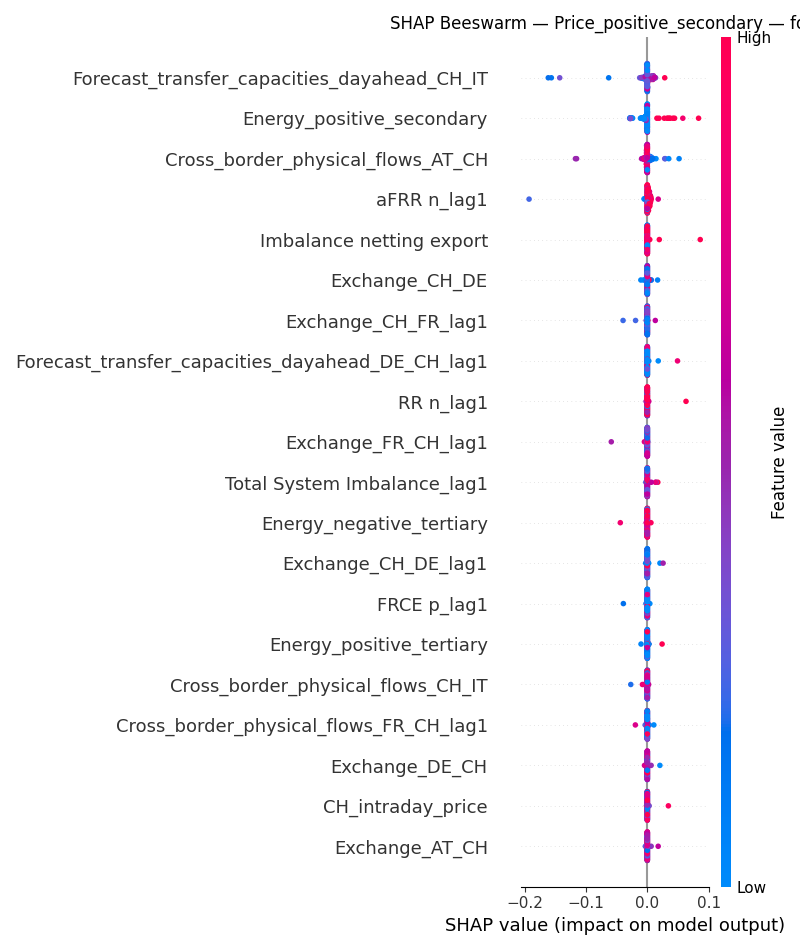 SHAP Beeswarm — Price_positive_secondary — fo
High
Forecast_transfer_capacities_dayahead_CH_IT
Energy_positive_secondary
Cross_border_physical_flows_AT_CH
aFRR n_lag1
Imbalance netting export
Exchange_CH_DE
Exchange_CH_FR_lag1
Forecast_transfer_capacities_dayahead_DE_CH_lag1
RR n_lag1
Exchange_FR_CH_lag1
Total System Imbalance_lag1
Energy_negative_tertiary
Exchange_CH_DE_lag1
FRCE p_lag1
Energy_positive_tertiary
Cross_border_physical_flows_CH_IT
Cross_border_physical_flows_FR_CH_lag1
Exchange_DE_CH
CH_intraday_price
Exchange_AT_CH
Feature value
Low
−0.2 −0.1 0.0 0.1
SHAP value (impact on model output)